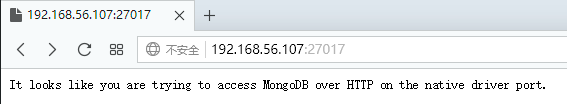 192.168.56.107:27017
不安全 192.168.56.107:27017
It looks like you are trying to access MongoDB over HTTP on the native driver port.